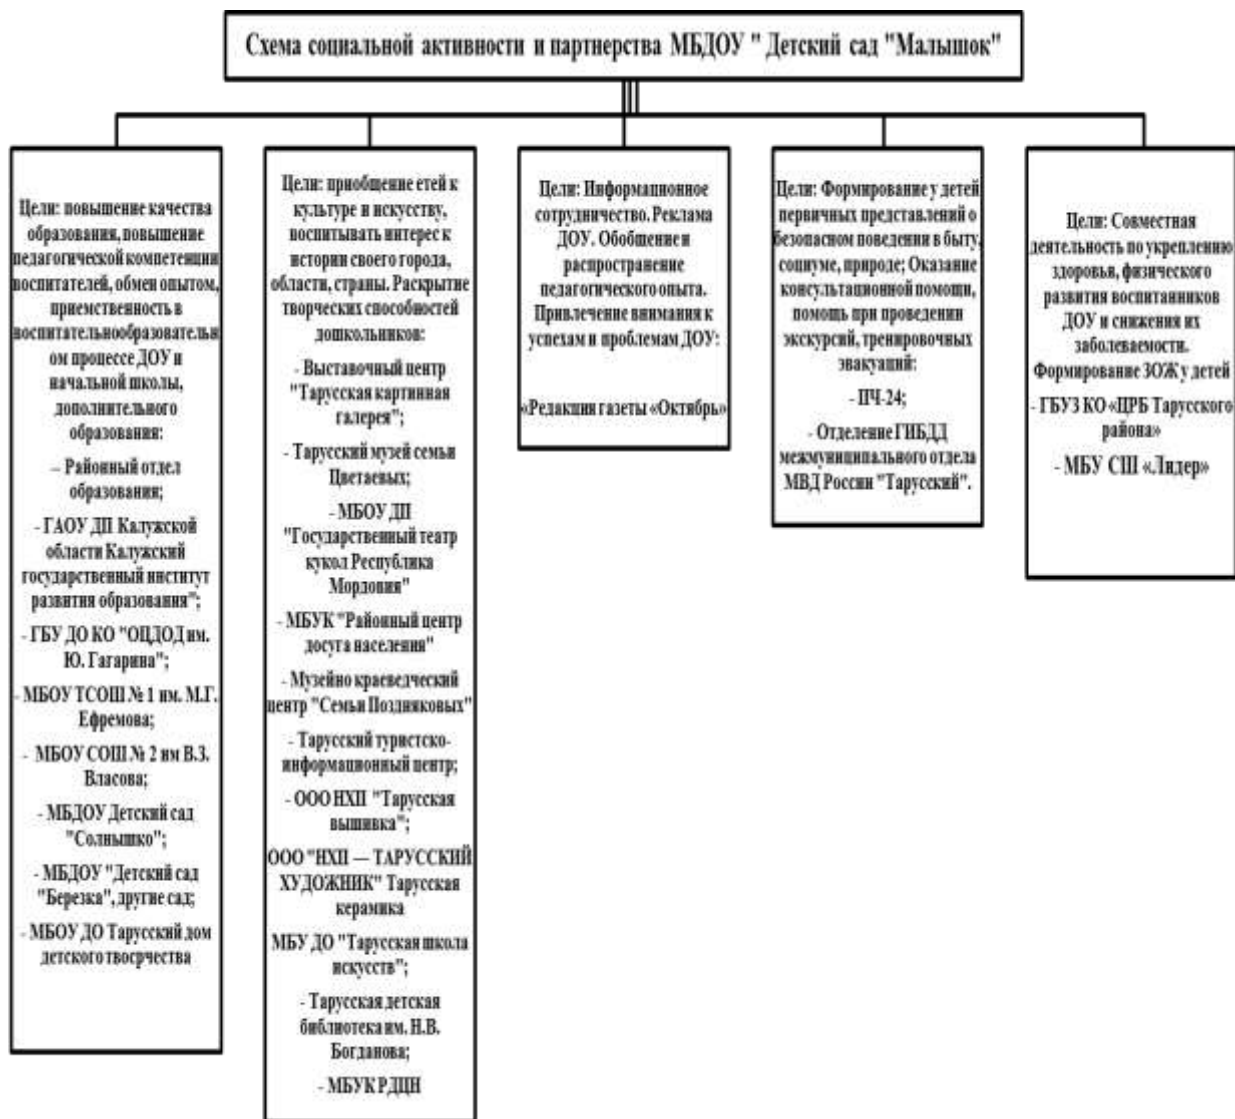 Схема социальной активности и партнерства МБДОУ " Детский сад "Малышок"
Цели: повышение качества
образования, повышение
педагогической компетенции
воспитателей, обмен опытом,
приемственность в
воспитательнообразовательн
ом процессе ДОУ и
начальной школы,
дополнительного
образования:
– Районный отдел
образования;
- ГАОУ ДП Калужской
области Калужский
государственный институт
развития образования";
- ГБУ ДО КО "ОЦДОД им.
Ю. Гагарина";
- МБОУ ТСОШ № 1 им. М.Г.
Ефремова;
- МБОУ СОШ № 2 им В.З.
Власова;
- МБДОУ Детский сад
"Солнышко";
- МБДОУ "Детский сад
"Березка", другие сад;
- МБОУ ДО Тарусский дом
детского твосрчества
Цели: приобщение етей к
культуре и искусству,
воспитывать интерес к
истории своего города,
области, страны. Раскрытие
творческих способностей
дошкольников:
- Выставочный центр
"Тарусская картинная
галерея";
- Тарусский музей семьи
Цветаевых;
- МБОУ ДП
"Государственный театр
кукол Республика
Мордовия"
- МБУК "Районный центр
досуга населения"
- Музейно краеведческий
центр "Семьи Поздняковых"
- Тарусский туристско-
информационный центр;
- ООО НХП "Тарусская
вышивка";
ООО "НХП — ТАРУССКИЙ
ХУДОЖНИК" Тарусская
керамика
МБУ ДО "Тарусская школа
искусств";
- Тарусская детская
библиотека им. Н.В.
Богданова;
- МБУК РДЦН
Цели: Информационное
сотрудничество. Реклама
ДОУ. Обобщение и
распространение
педагогического опыта.
Привлечение внимания к
успехам и проблемам ДОУ:
«Редакция газеты «Октябрь»
Цели: Формирование у детей
первичных представлений о
безопасном поведении в быту,
социуме, природе; Оказание
консультационной помощи,
помощь при проведении
экскурсий, тренировочных
эвакуаций:
- ПЧ-24;
- Отделение ГИБДД
межмуниципального отдела
МВД России "Тарусский".
Цели: Совместная
деятельность по укреплению
здоровья, физического
развития воспитанников
ДОУ и снижения их
заболеваемости.
Формирование ЗОЖ у детей
- ГБУЗ КО «ЦРБ Тарусского
района»
- МБУ СШ «Лидер»